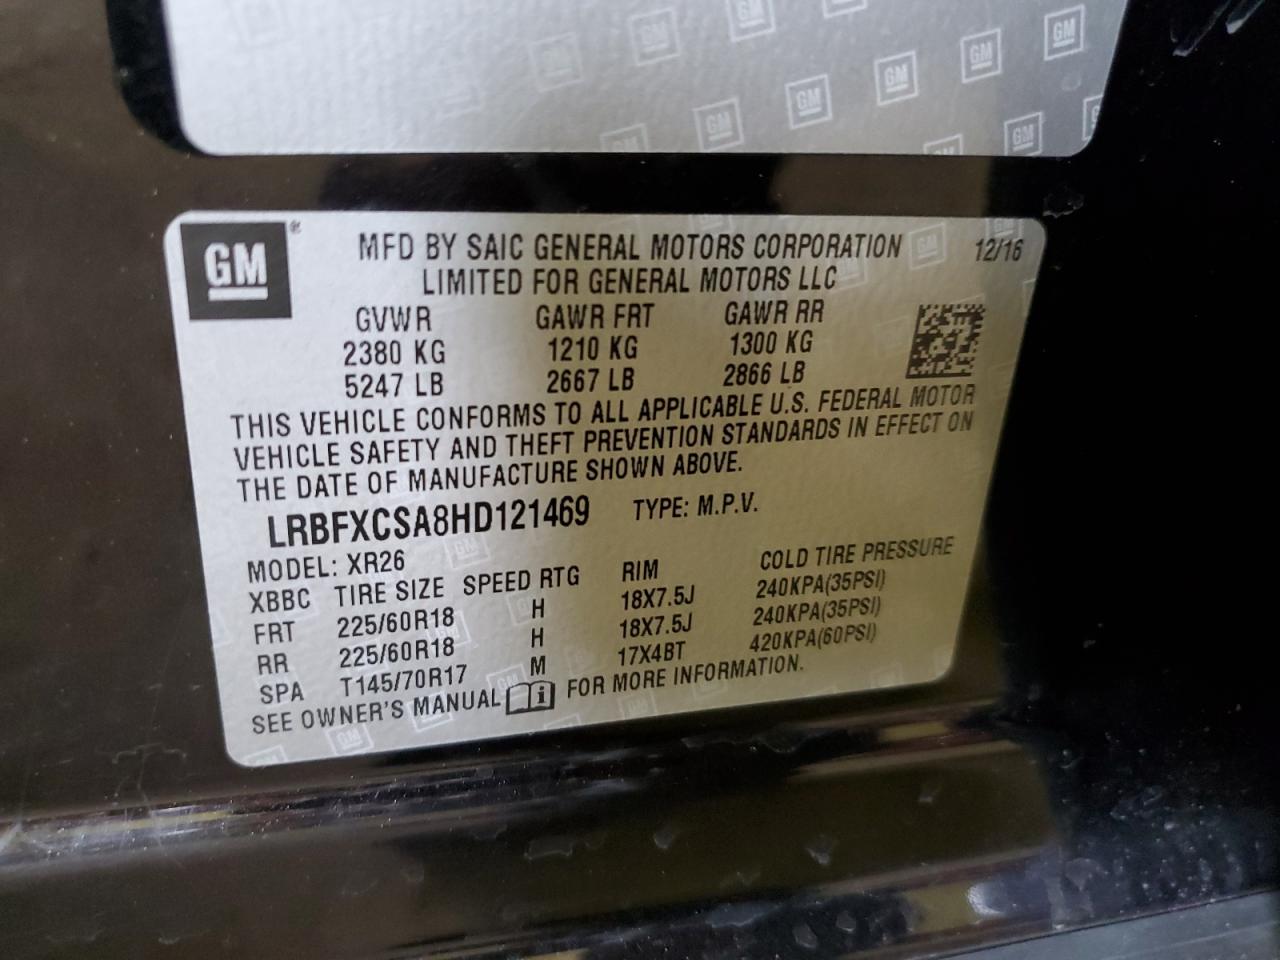 GM ®
MFD BY SAIC GENERAL MOTORS CORPORATION 12/16
LIMITED FOR GENERAL MOTORS LLC
GVWR GAWR FRT GAWR RR
2380 KG 1210 KG 1300 KG
5247 LB 2667 LB 2866 LB
THIS VEHICLE CONFORMS TO ALL APPLICABLE U.S. FEDERAL MOTOR
VEHICLE SAFETY AND THEFT PREVENTION STANDARDS IN EFFECT ON
THE DATE OF MANUFACTURE SHOWN ABOVE.
LRBFXCSA8HD121469 TYPE: M.P.V.
MODEL: XR26
XBBC TIRE SIZE SPEED RTG RIM COLD TIRE PRESSURE
FRT 225/60R18 H 18X7.5J 240KPA(35PSI)
RR 225/60R18 H 18X7.5J 240KPA(35PSI)
SPA T145/70R17 M 17X4BT 420KPA(60PSI)
SEE OWNER'S MANUAL i FOR MORE INFORMATION.